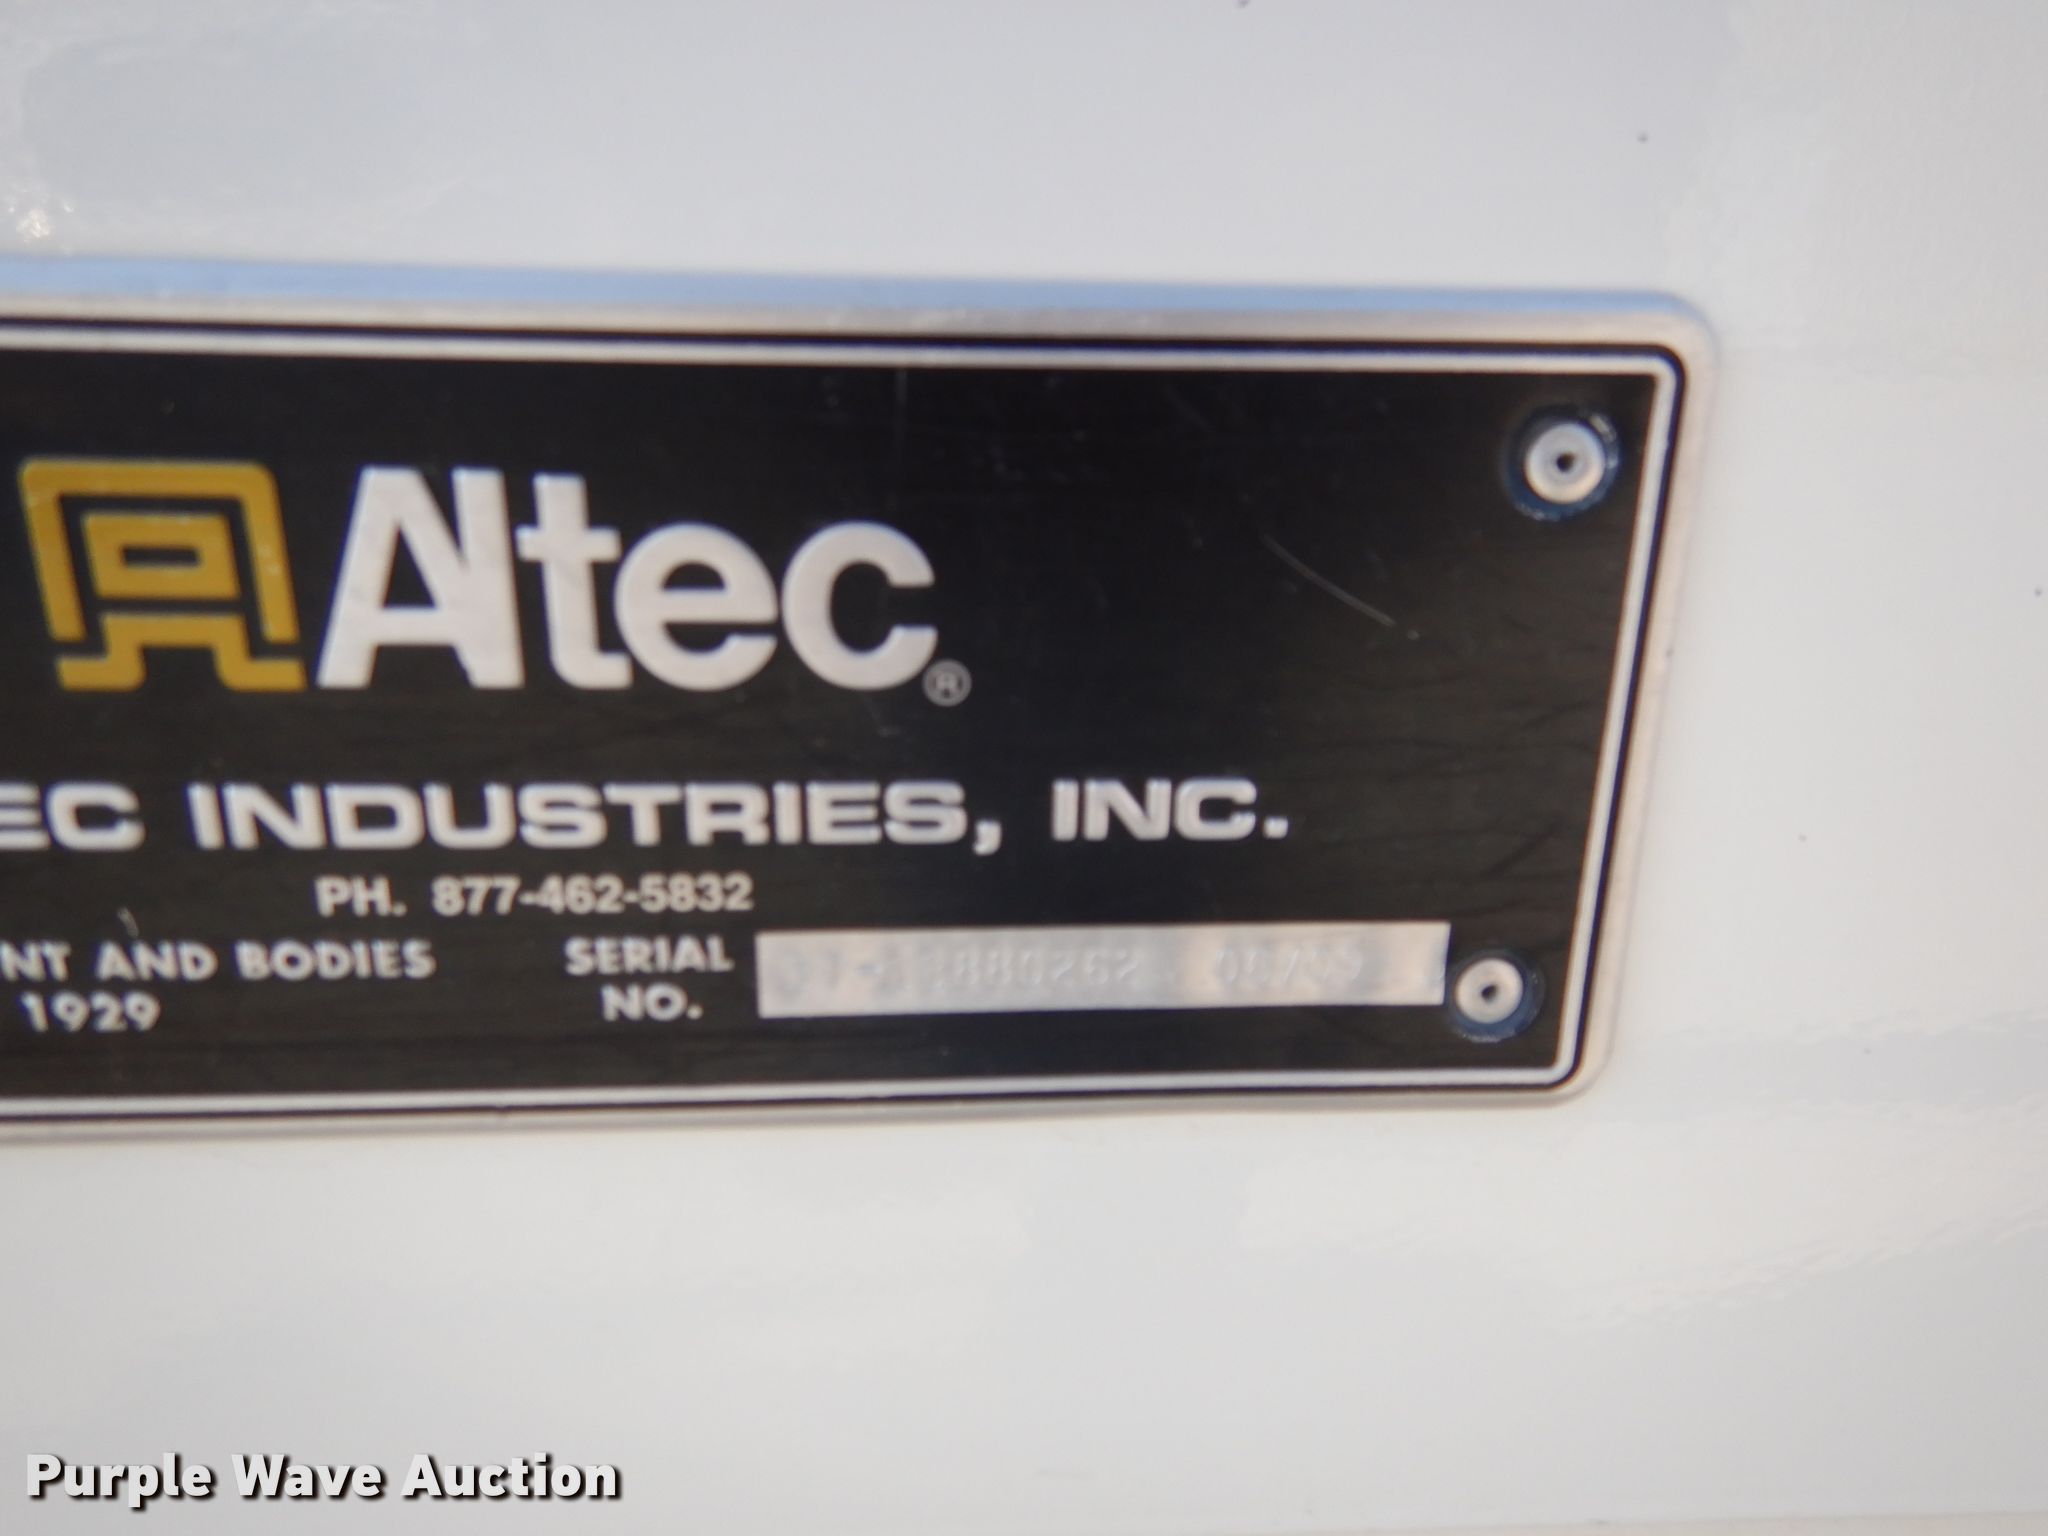 Altec®
EC INDUSTRIES, INC.
PH. 877-462-5832
NT AND BODIES
SERIAL
NO.
1929
Purple Wave Auction